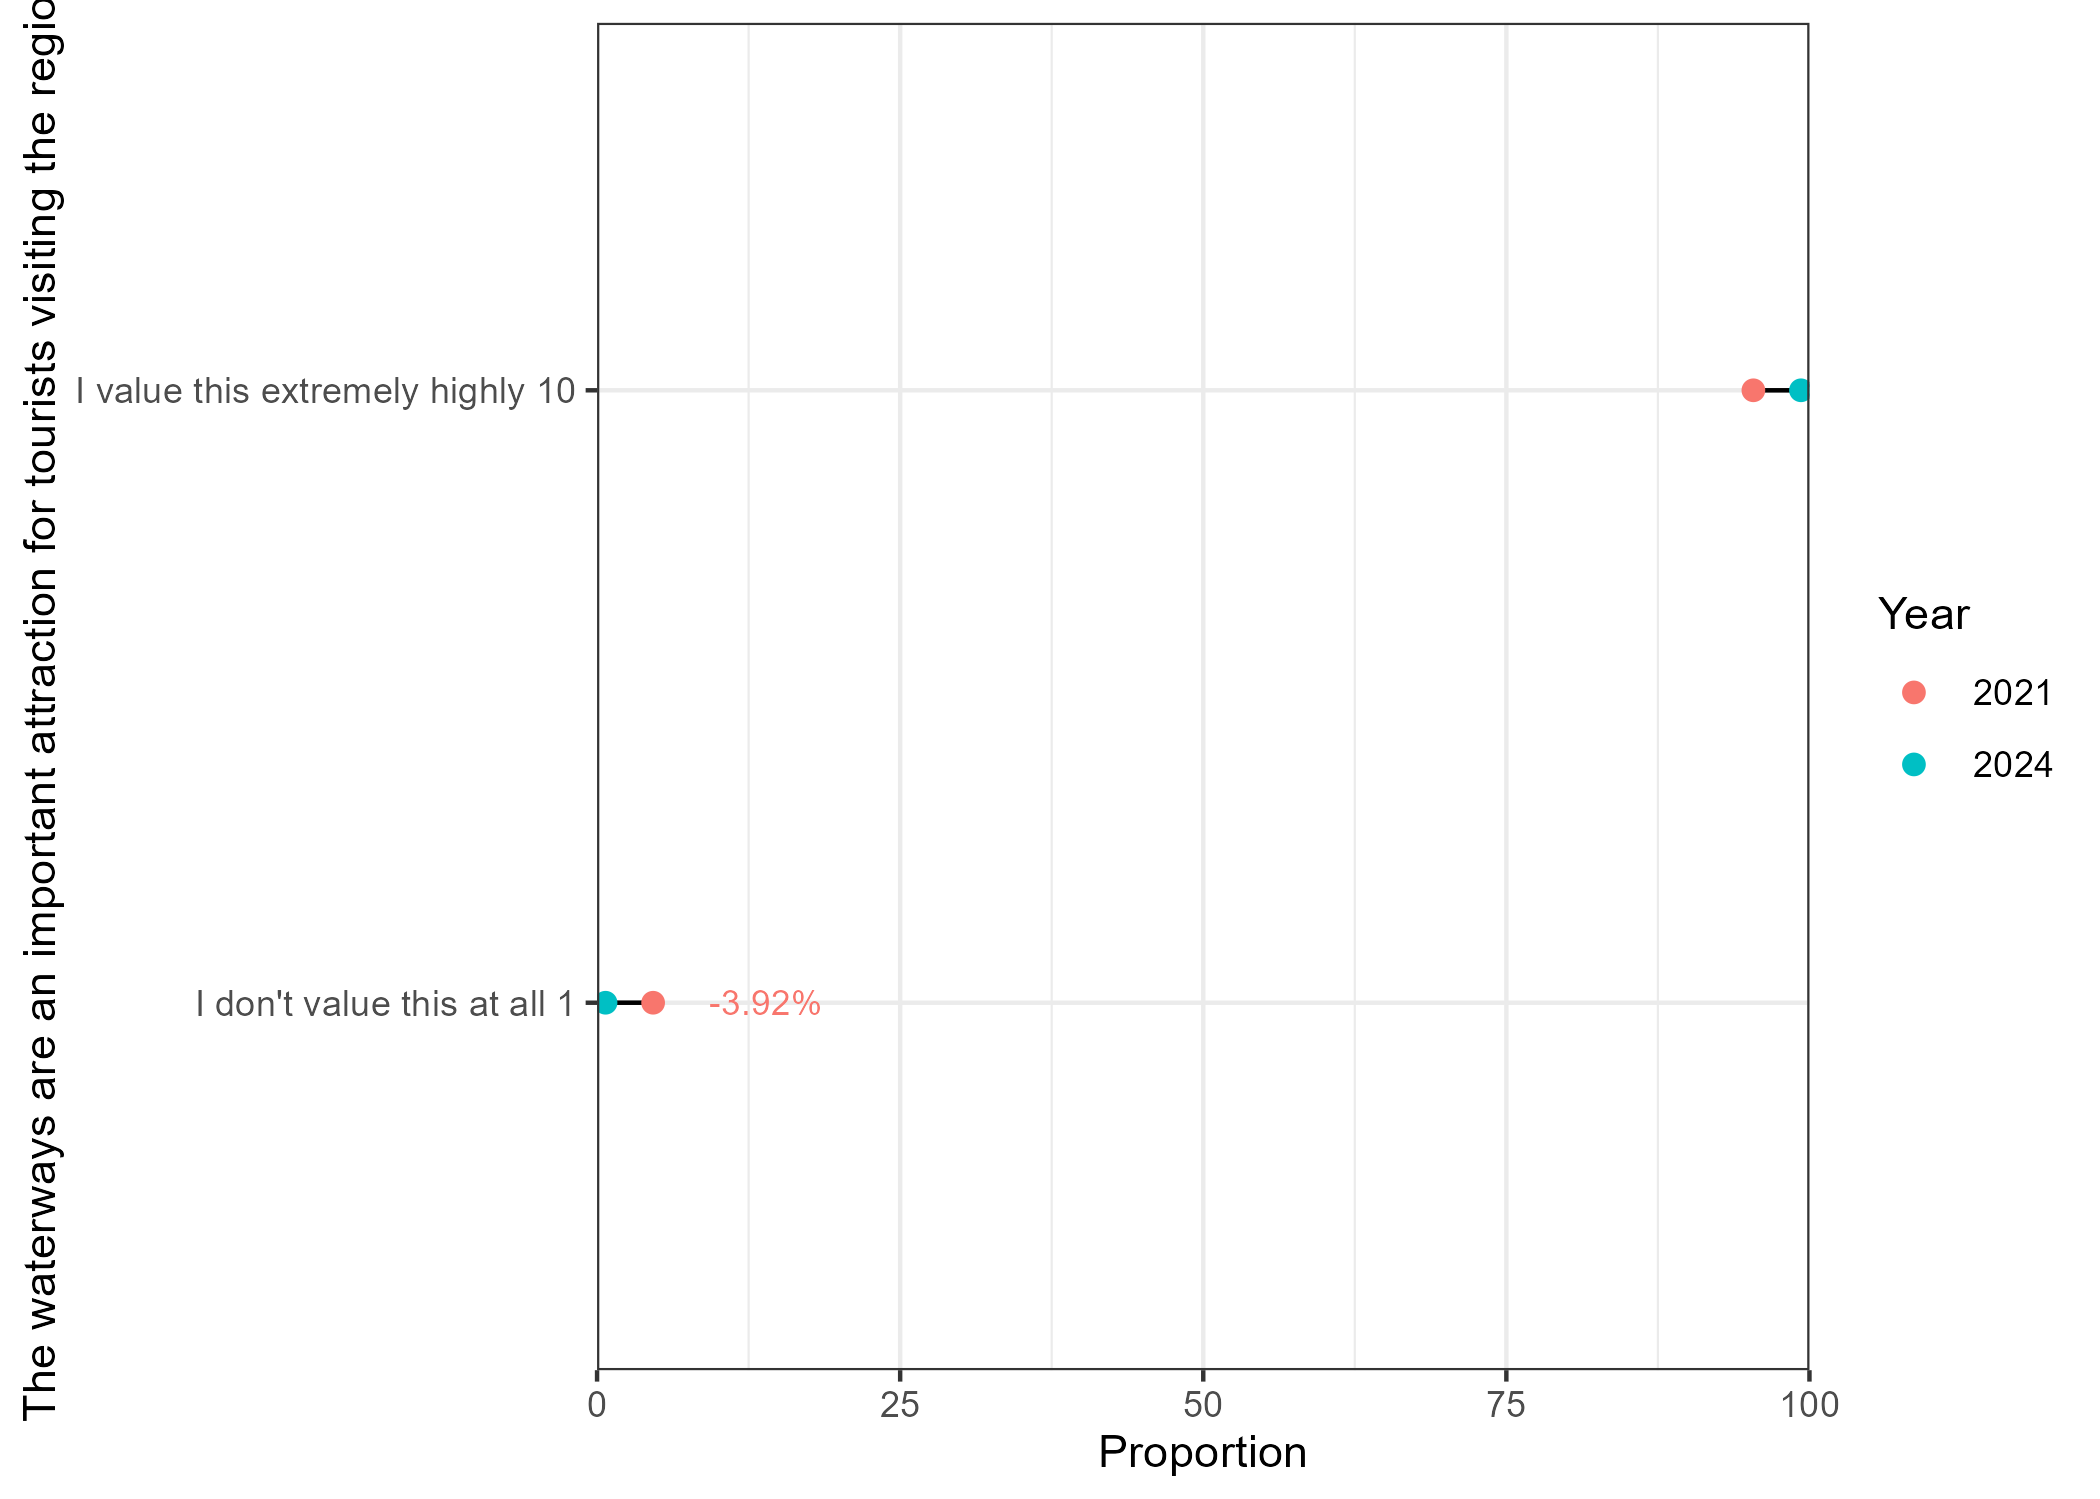 The waterways are an important attraction for tourists visiting the regio
I value this extremely highly 10
I don't value this at all 1
-3.92%
0 25 50 75 100
Proportion
Year
2021
2024